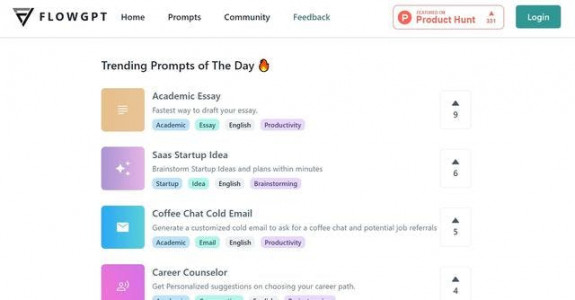 FLOWGPT Home Prompts Community Feedback FEATURED ON Product Hunt 351 Login
Trending Prompts of The Day 🔥
Academic Essay
Fastest way to draft your essay.
Academic Essay English Productivity
9
Saas Startup Idea
Brainstorm Startup Ideas and plans within minutes
Startup Idea English Brainstorming
6
Coffee Chat Cold Email
Generate a customized cold email to ask for a coffee chat and potential job referrals
Academic Email English Productivity
5
Career Counselor
Get Personalized suggestions on choosing your career path.
4